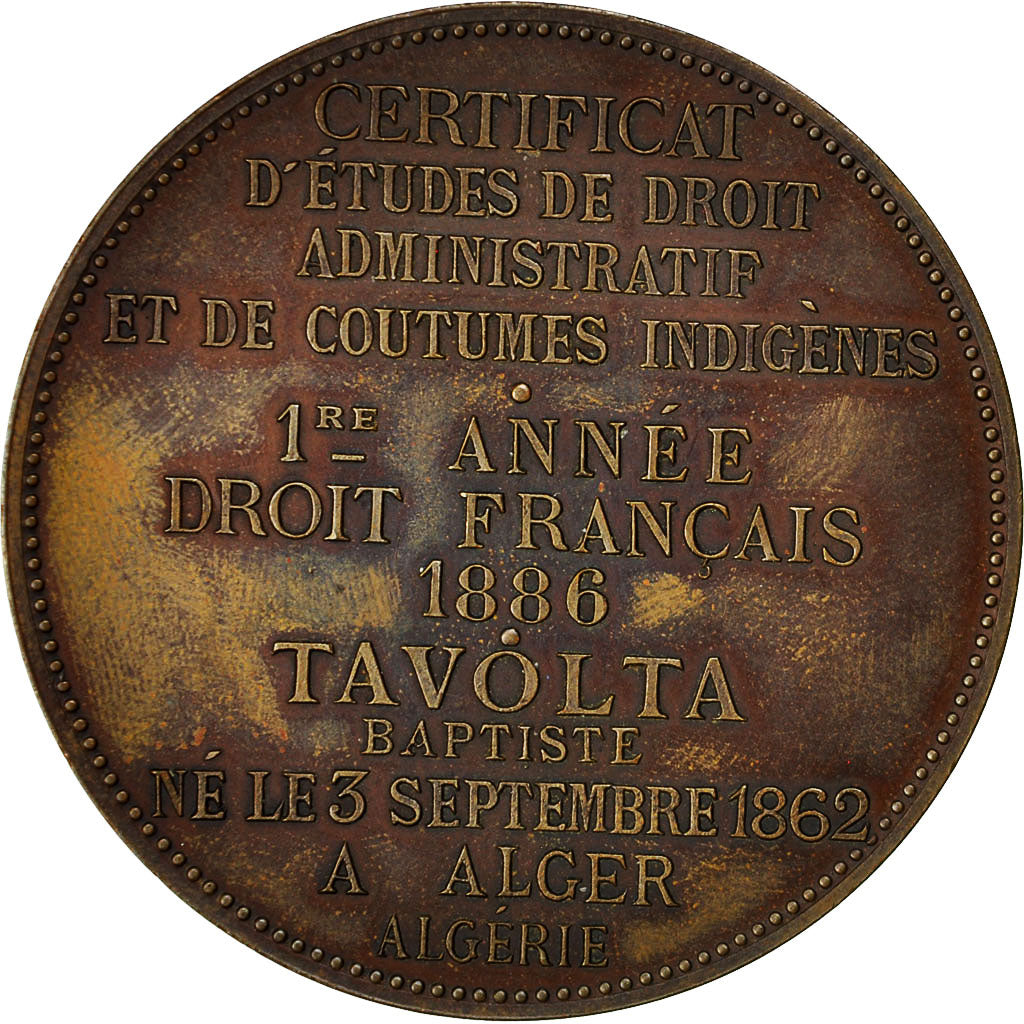 CERTIFICAT
D'ÉTUDES DE DROIT
ADMINISTRATIF
ET DE COUTUMES INDIGÈNES
1RE ANNÉE
DROIT FRANÇAIS
1886
TAVOLTA
BAPTISTE
NÉ LE 3 SEPTEMBRE 1862
A ALGER
ALGÉRIE